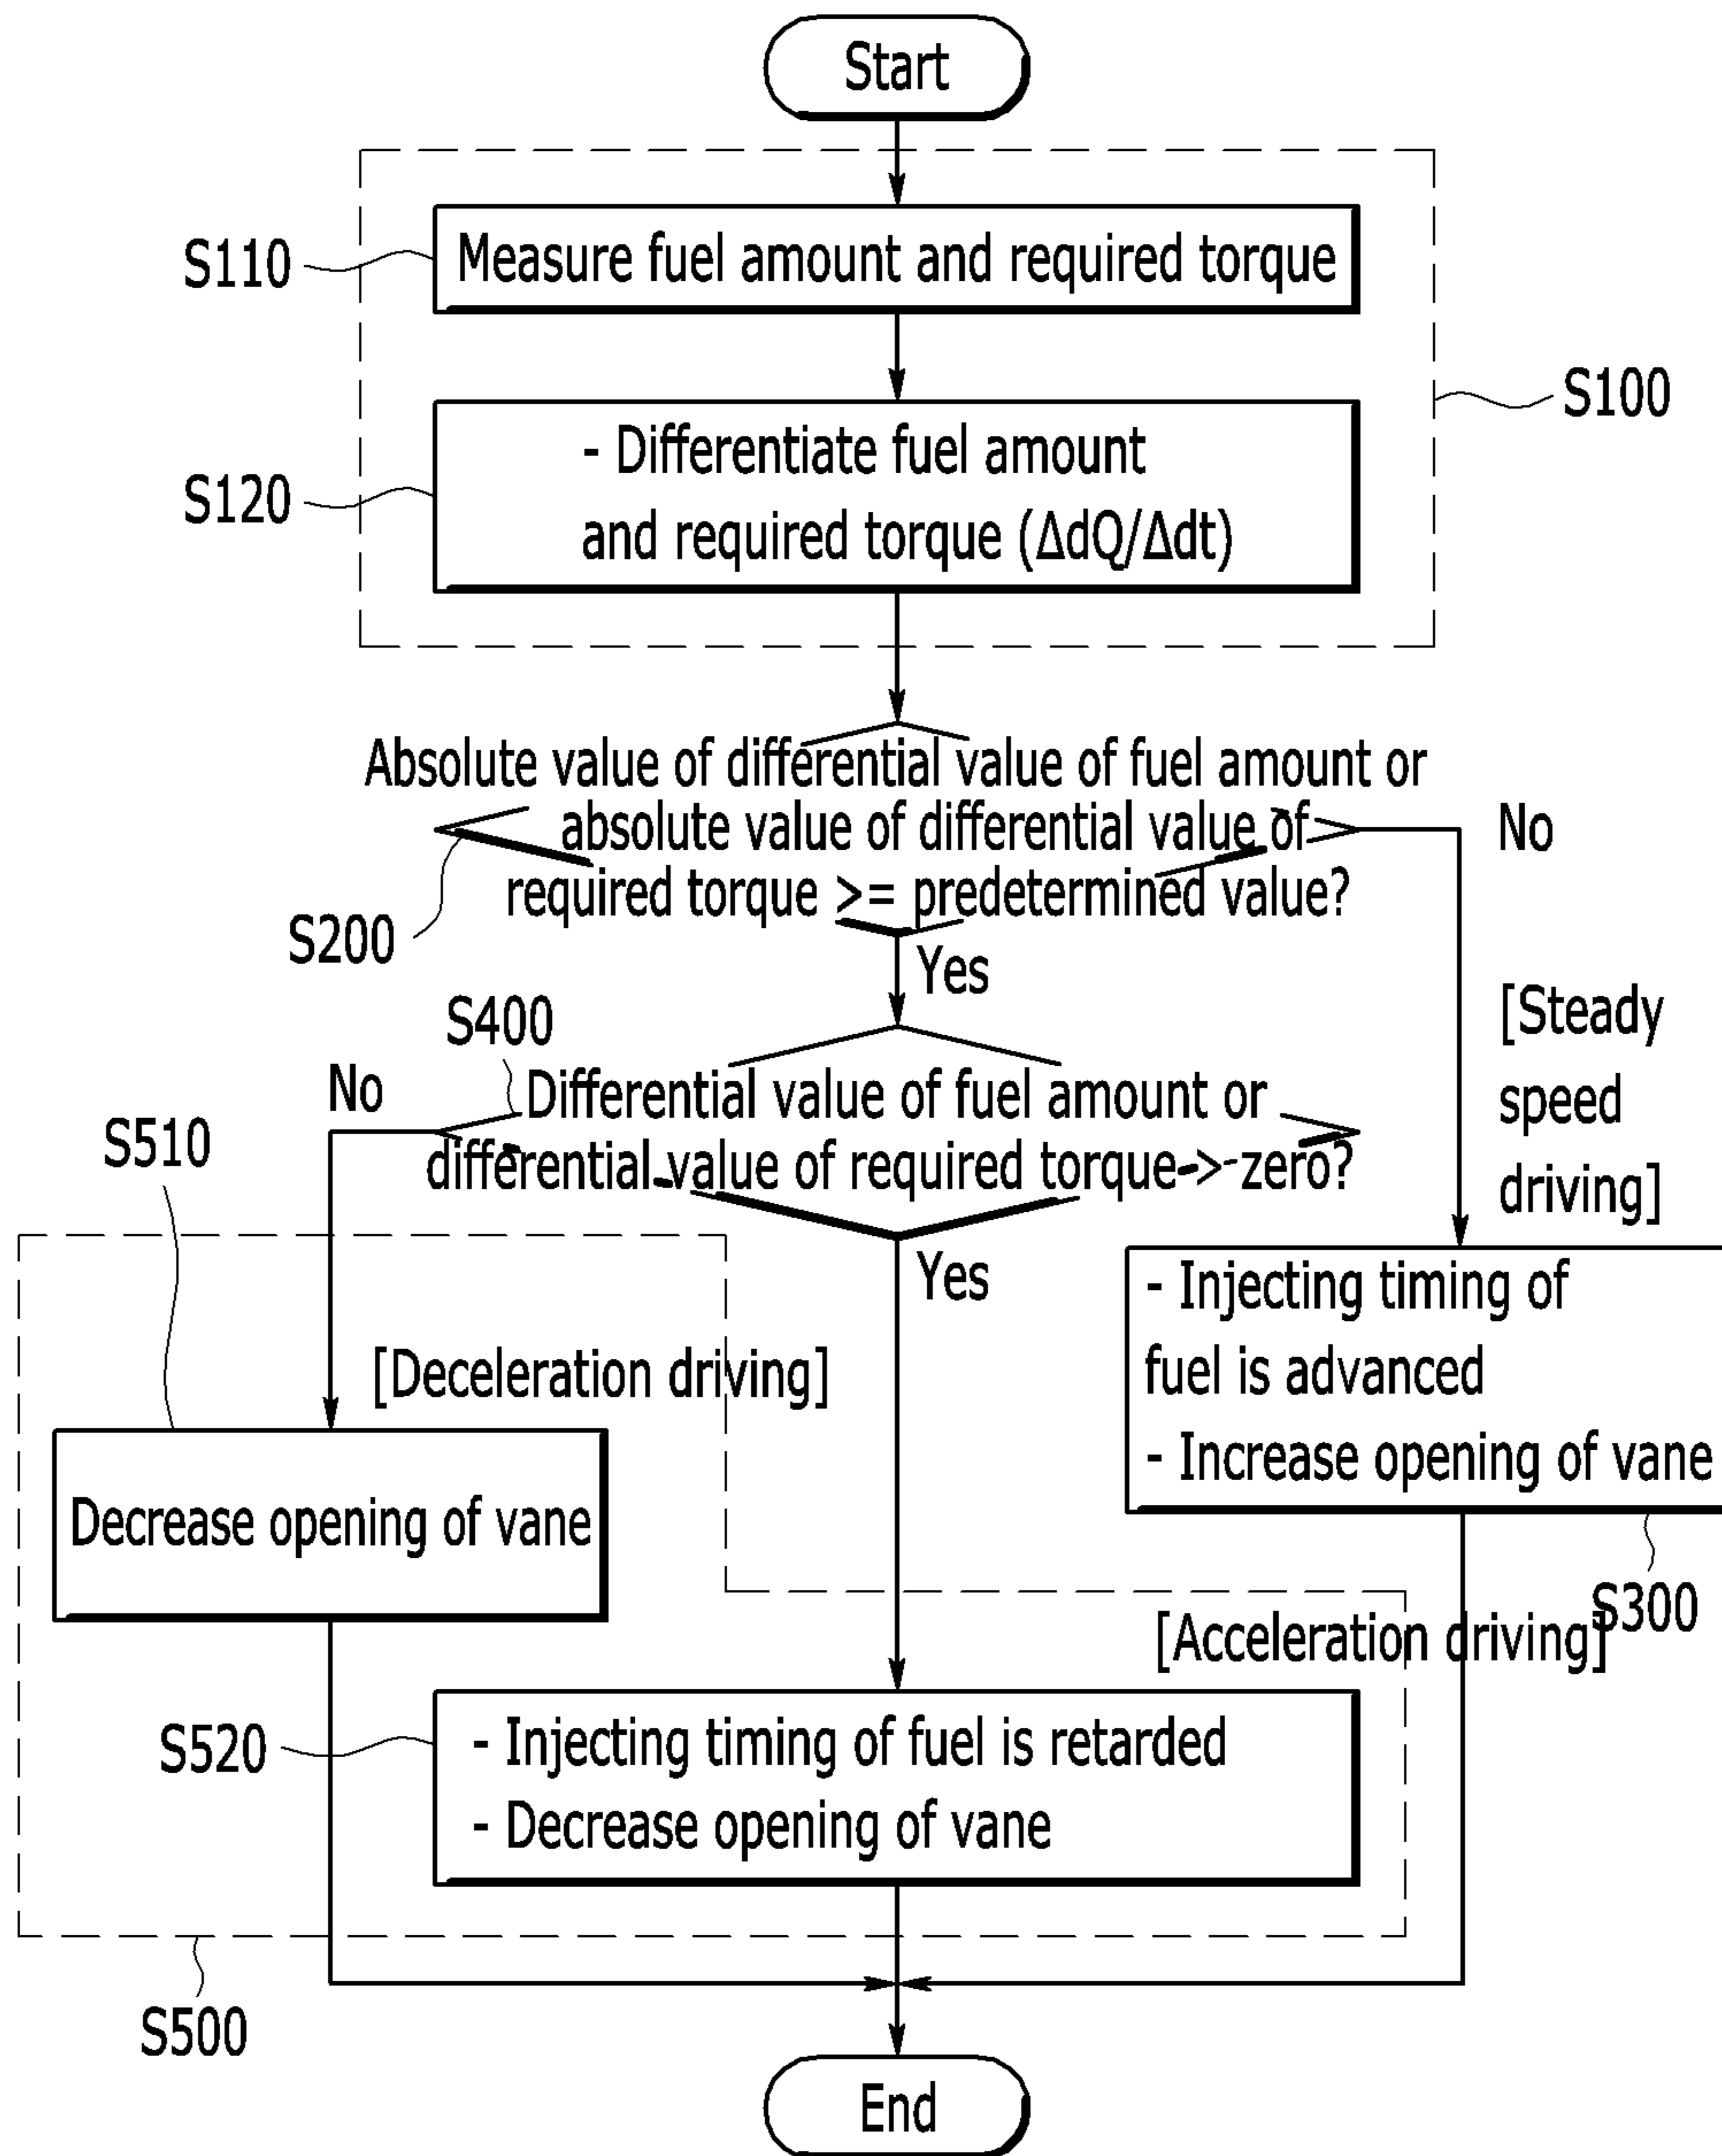 Start
S110
Measure fuel amount and required torque
S100
S120
- Differentiate fuel amount
and required torque (ΔdQ/Δdt)
Absolute value of differential value of fuel amount or
absolute value of differential value of
required torque >= predetermined value?
No
S200
Yes
[Steady
speed
driving]
S400
No
Differential value of fuel amount or
differential value of required torque > zero?
S510
Yes
- Injecting timing of
fuel is advanced
- Increase opening of vane
[Deceleration driving]
Decrease opening of vane
S300
[Acceleration driving]
S520
- Injecting timing of fuel is retarded
- Decrease opening of vane
S500
End